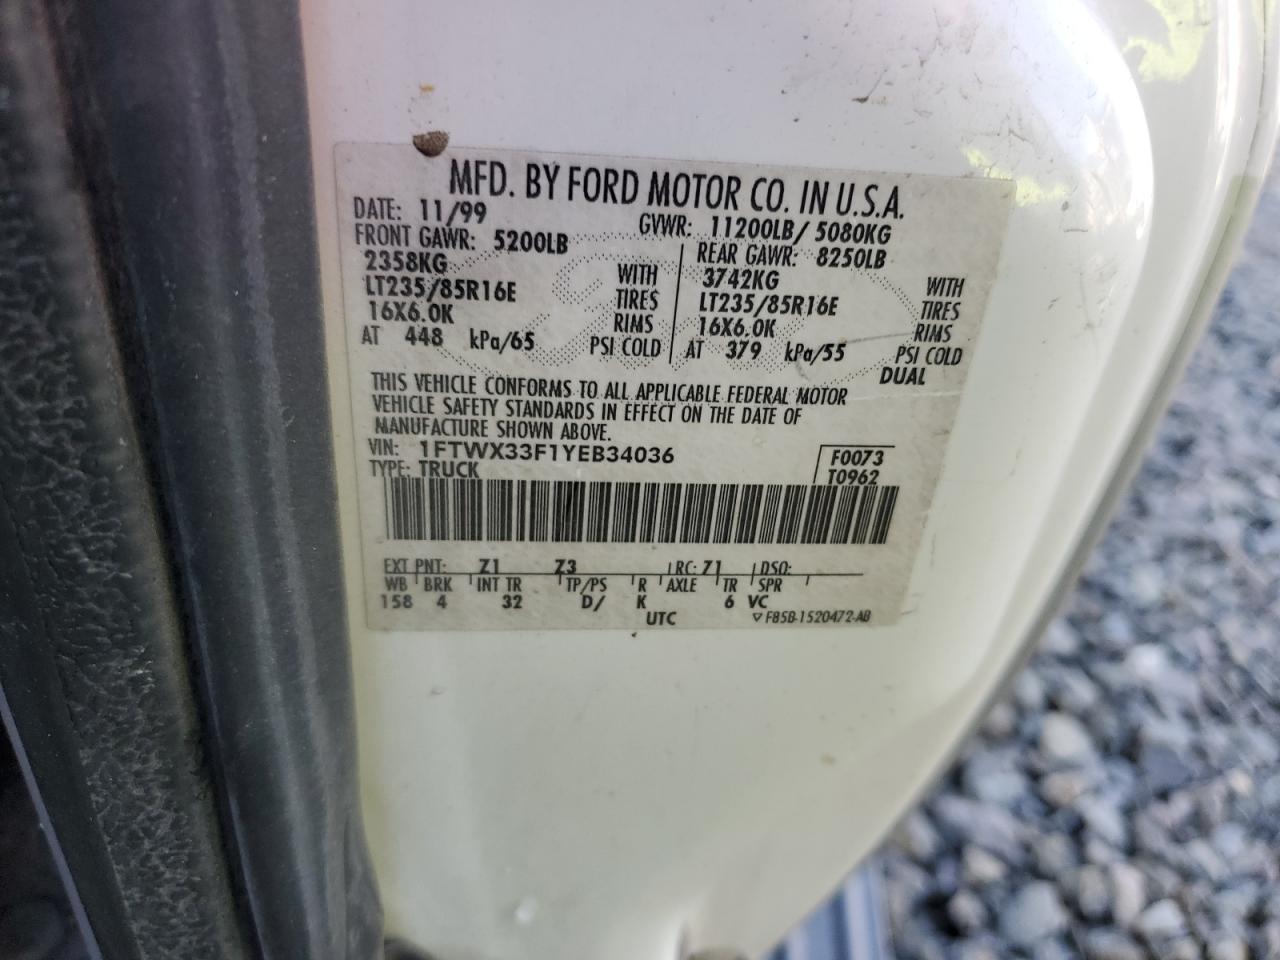 MFD. BY FORD MOTOR CO. IN U.S.A.
DATE: 11/99 GVWR: 11200LB/ 5080KG
FRONT GAWR: 5200LB REAR GAWR: 8250LB
2358KG WITH 3742KG WITH
LT235/85R16E TIRES LT235/85R16E TIRES
16X6.0K RIMS 16X6.0K RIMS
AT 448 kPa/65 PSI COLD AT 379 kPa/55 PSI COLD
DUAL
THIS VEHICLE CONFORMS TO ALL APPLICABLE FEDERAL MOTOR
VEHICLE SAFETY STANDARDS IN EFFECT ON THE DATE OF
MANUFACTURE SHOWN ABOVE.
VIN: 1FTWX33F1YEB34036 F0073
TYPE: TRUCK T0962
EXT PNT: Z1 Z3 RC: 71 DSO:
WB BRK INT TR TP/PS R AXLE TR SPR
158 4 32 D/ K 6 VC
UTC F85B-1520472-AB